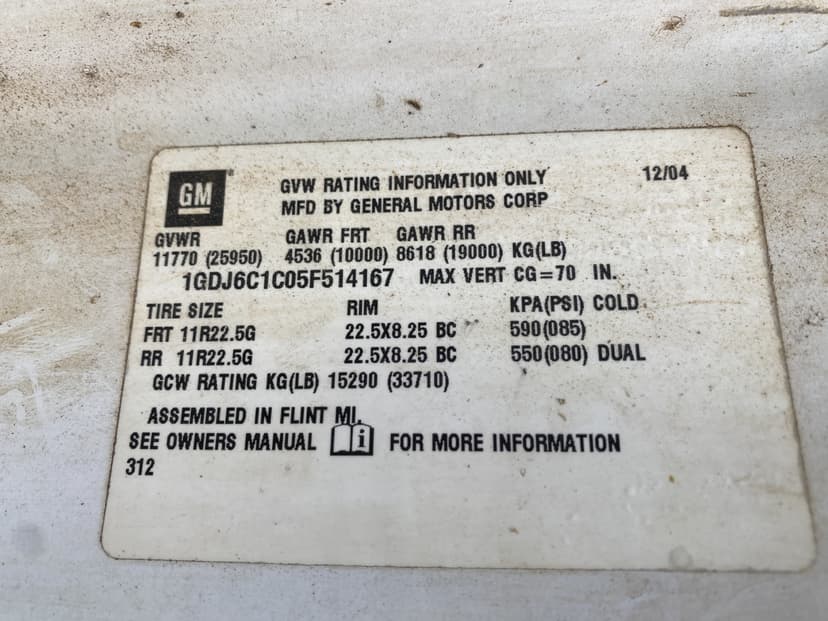 GM GVW RATING INFORMATION ONLY 12/04
MFD BY GENERAL MOTORS CORP
GVWR GAWR FRT GAWR RR
11770 (25950) 4536 (10000) 8618 (19000) KG(LB)
1GDJ6C1C05F514167 MAX VERT CG=70 IN.
TIRE SIZE RIM KPA(PSI) COLD
FRT 11R22.5G 22.5X8.25 BC 590(085)
RR 11R22.5G 22.5X8.25 BC 550(080) DUAL
GCW RATING KG(LB) 15290 (33710)
ASSEMBLED IN FLINT MI.
SEE OWNERS MANUAL i FOR MORE INFORMATION
312